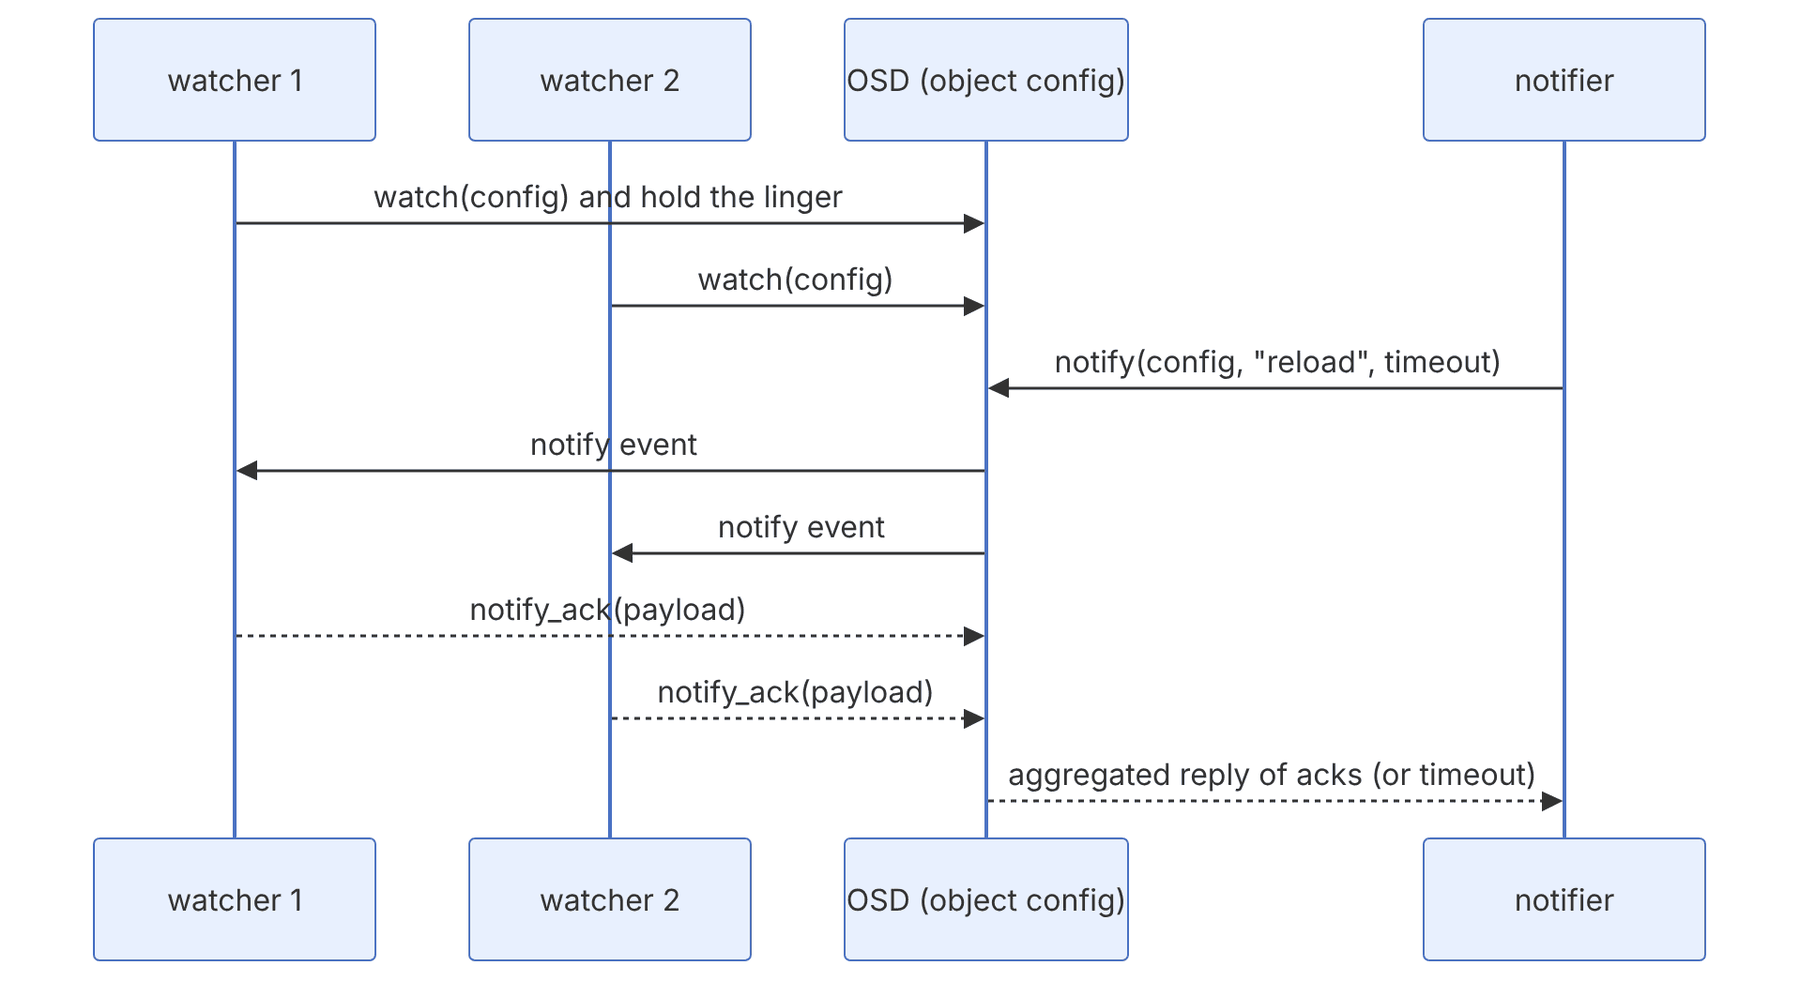 watcher 1
watcher 2
OSD (object config)
notifier
watch(config) and hold the linger
watch(config)
notify(config, "reload", timeout)
notify event
notify event
notify_ack(payload)
notify_ack(payload)
aggregated reply of acks (or timeout)
watcher 1
watcher 2
OSD (object config)
notifier